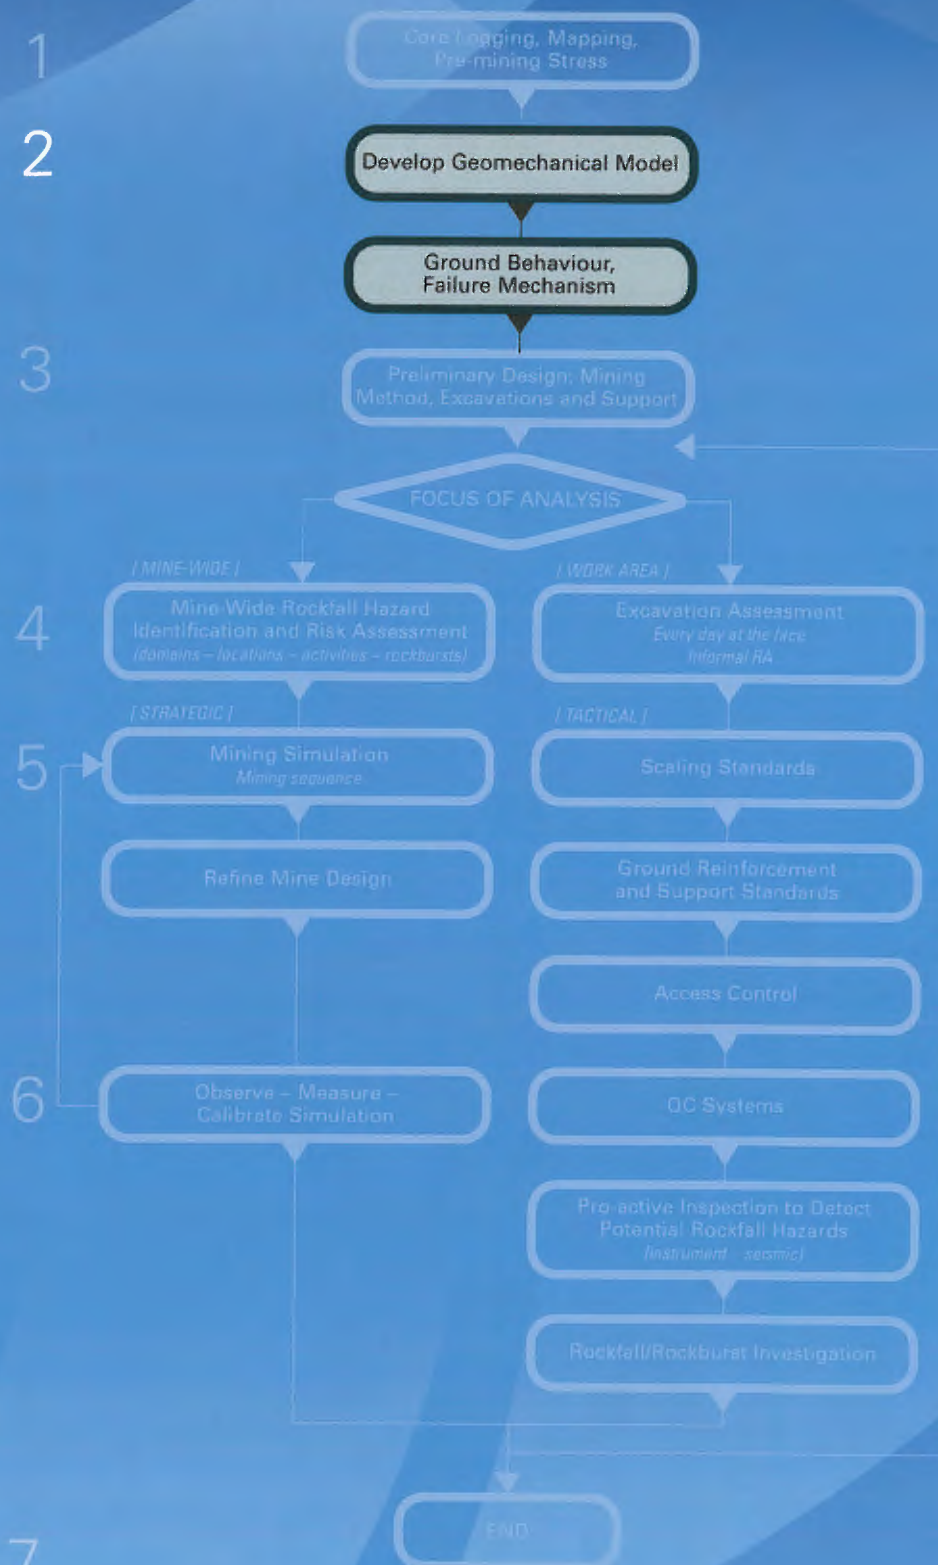 1
Core Logging, Mapping,
Pre-mining Stress
2
Develop Geomechanical Model
Ground Behaviour,
Failure Mechanism
3
Preliminary Design: Mining
Method, Excavations and Support
FOCUS OF ANALYSIS
[ MINE-WIDE ]
[ WORK AREA ]
4
Mine-Wide Rockfall Hazard
Identification and Risk Assessment
(domains – locations – activities – rockbursts)
Excavation Assessment
Every day at the face
Informal RA
[ STRATEGIC ]
[ TACTICAL ]
5
Mining Simulation
Mining sequence
Scaling Standards
Refine Mine Design
Ground Reinforcement
and Support Standards
Access Control
6
Observe – Measure –
Calibrate Simulation
QC Systems
Pro-active Inspection to Detect
Potential Rockfall Hazards
(instrument – seismic)
Rockfall/Rockburst Investigation
END
7